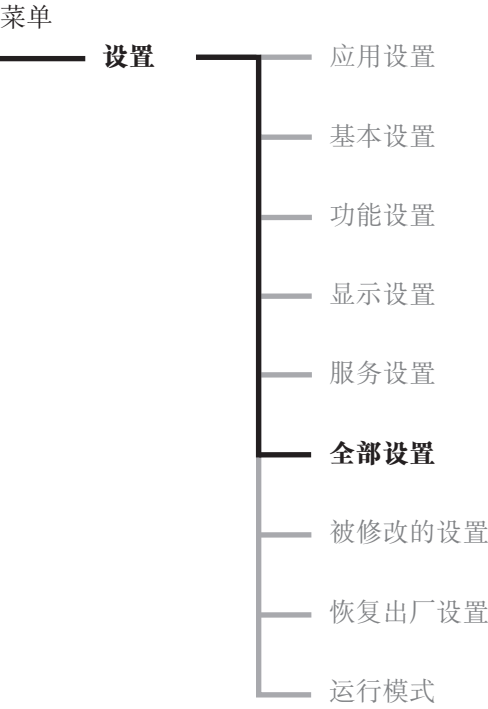 菜单
设置
应用设置
基本设置
功能设置
显示设置
服务设置
全部设置
被修改的设置
恢复出厂设置
运行模式